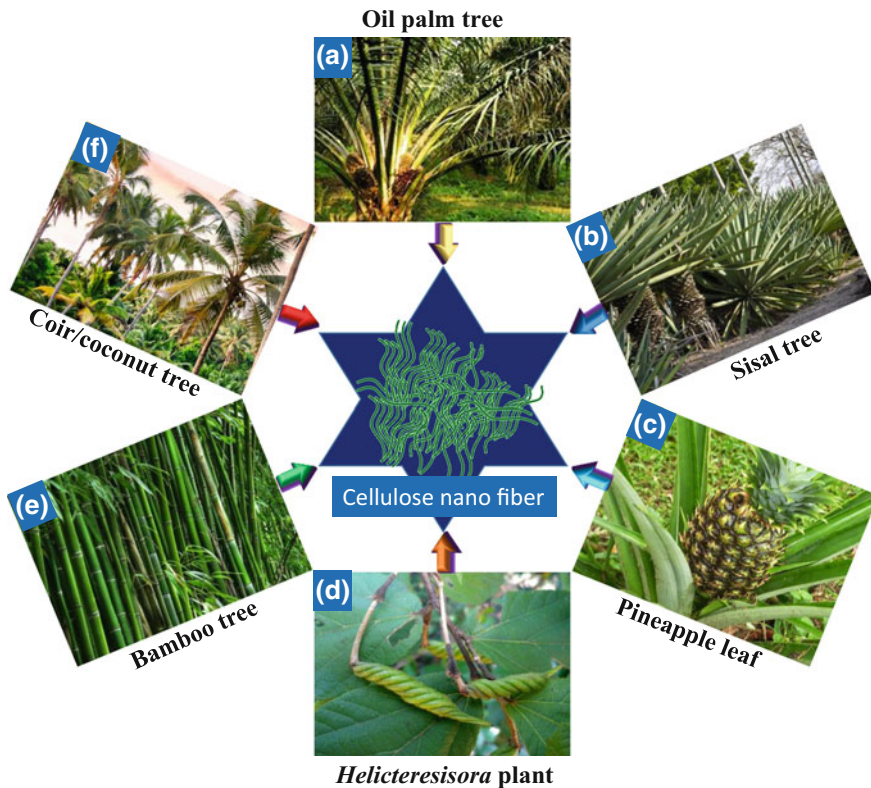 Oil palm tree
(a)
(b)
Sisal tree
(c)
Pineapple leaf
(d)
Helicteresisora plant
(e)
Bamboo tree
(f)
Coir/coconut tree
Cellulose nano fiber